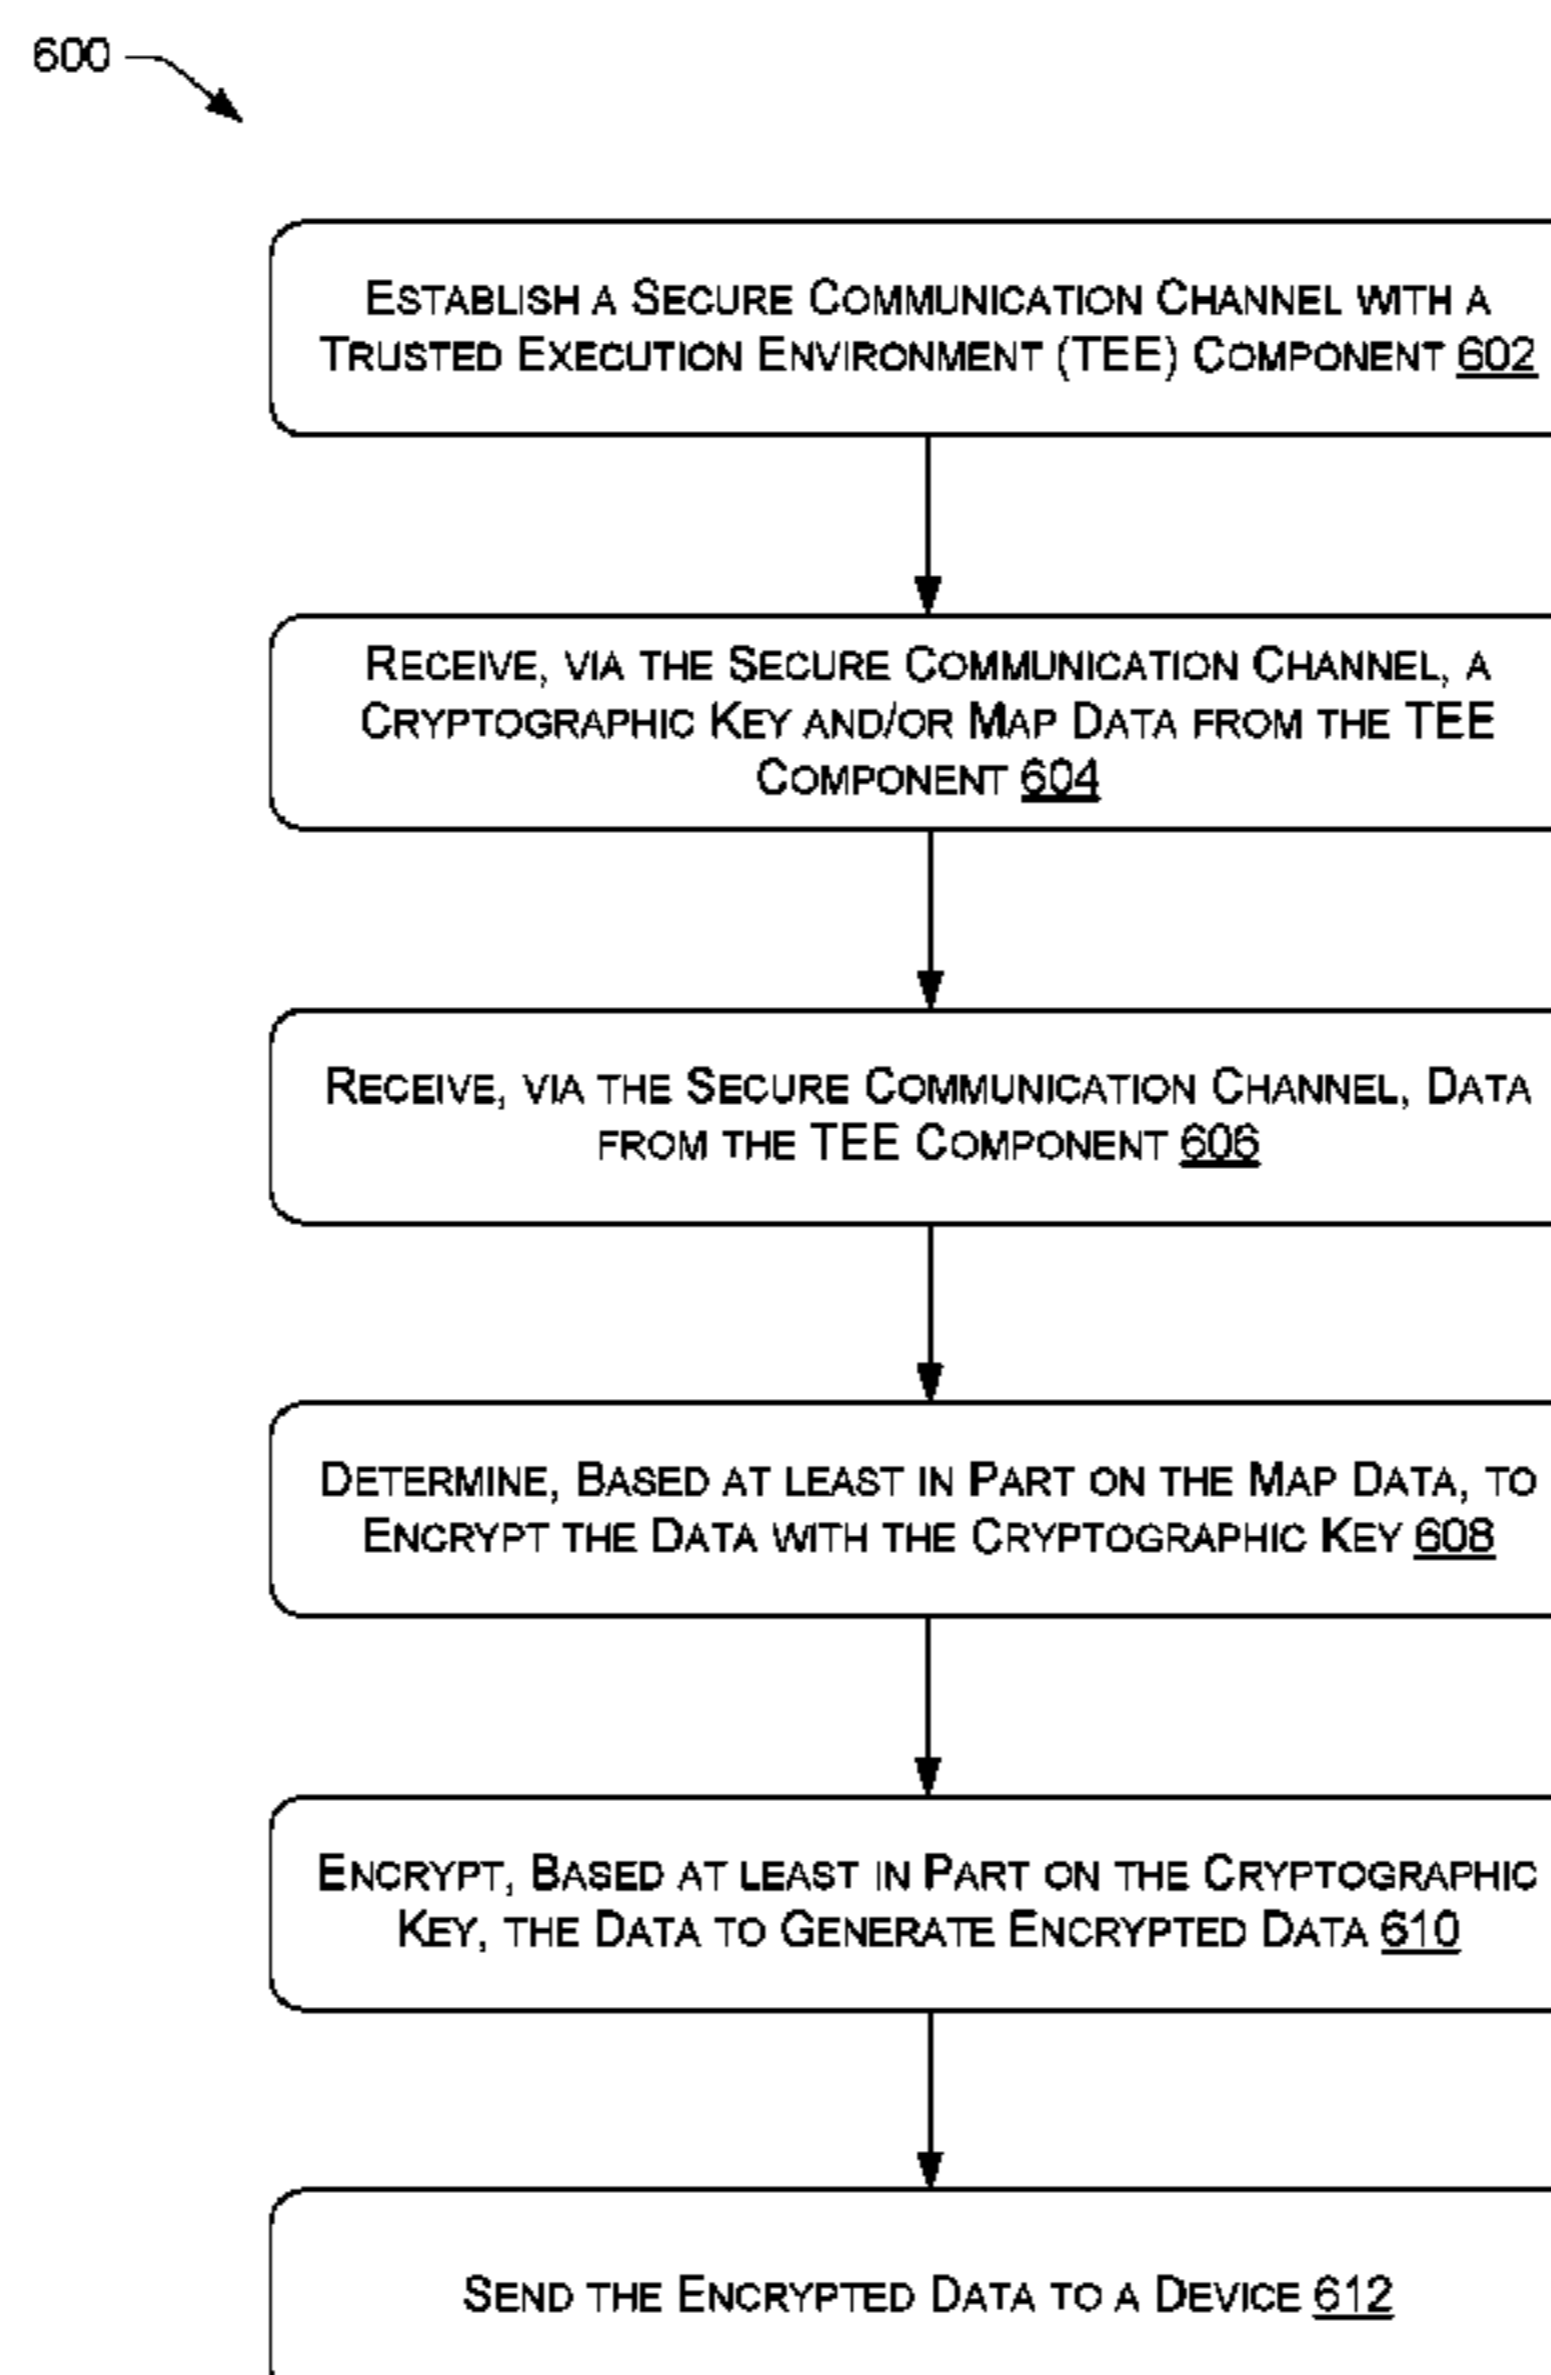 600
ESTABLISH A SECURE COMMUNICATION CHANNEL WITH A
TRUSTED EXECUTION ENVIRONMENT (TEE) COMPONENT 602
RECEIVE, VIA THE SECURE COMMUNICATION CHANNEL, A
CRYPTOGRAPHIC KEY AND/OR MAP DATA FROM THE TEE
COMPONENT 604
RECEIVE, VIA THE SECURE COMMUNICATION CHANNEL, DATA
FROM THE TEE COMPONENT 606
DETERMINE, BASED AT LEAST IN PART ON THE MAP DATA, TO
ENCRYPT THE DATA WITH THE CRYPTOGRAPHIC KEY 608
ENCRYPT, BASED AT LEAST IN PART ON THE CRYPTOGRAPHIC
KEY, THE DATA TO GENERATE ENCRYPTED DATA 610
SEND THE ENCRYPTED DATA TO A DEVICE 612